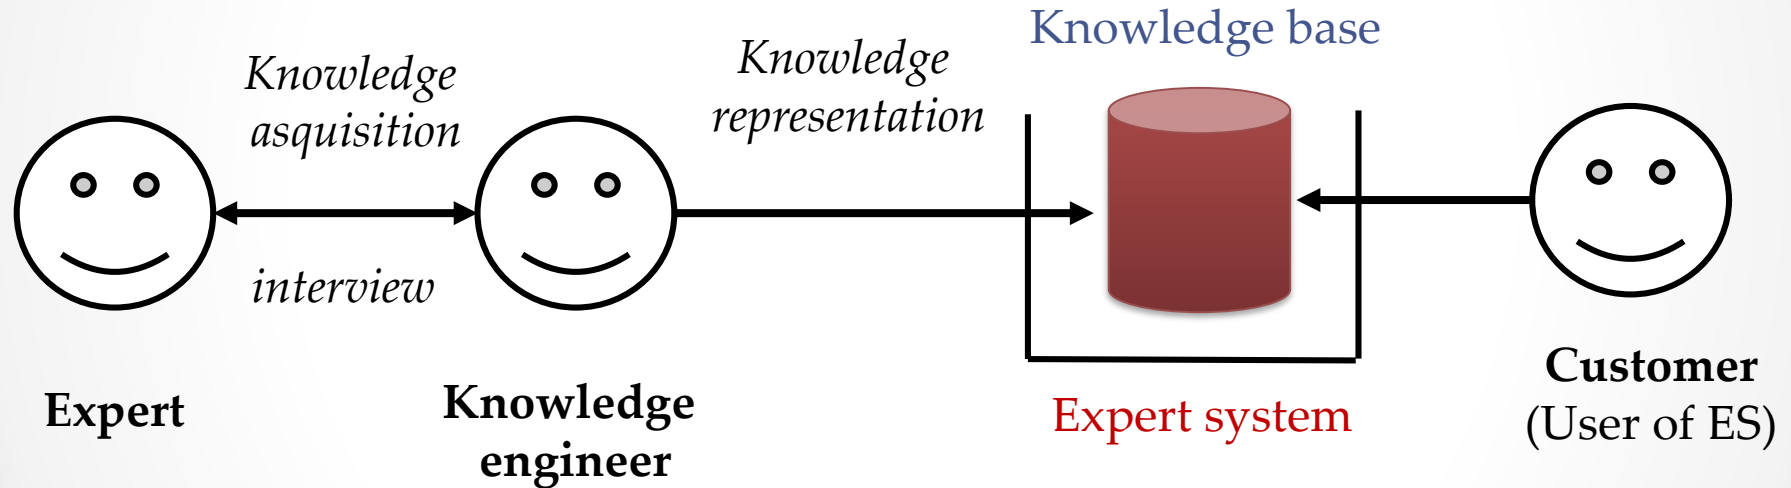 Knowledge base
Knowledge
asquisition
Knowledge
representation
interview
Expert
Knowledge
engineer
Expert system
Customer
(User of ES)